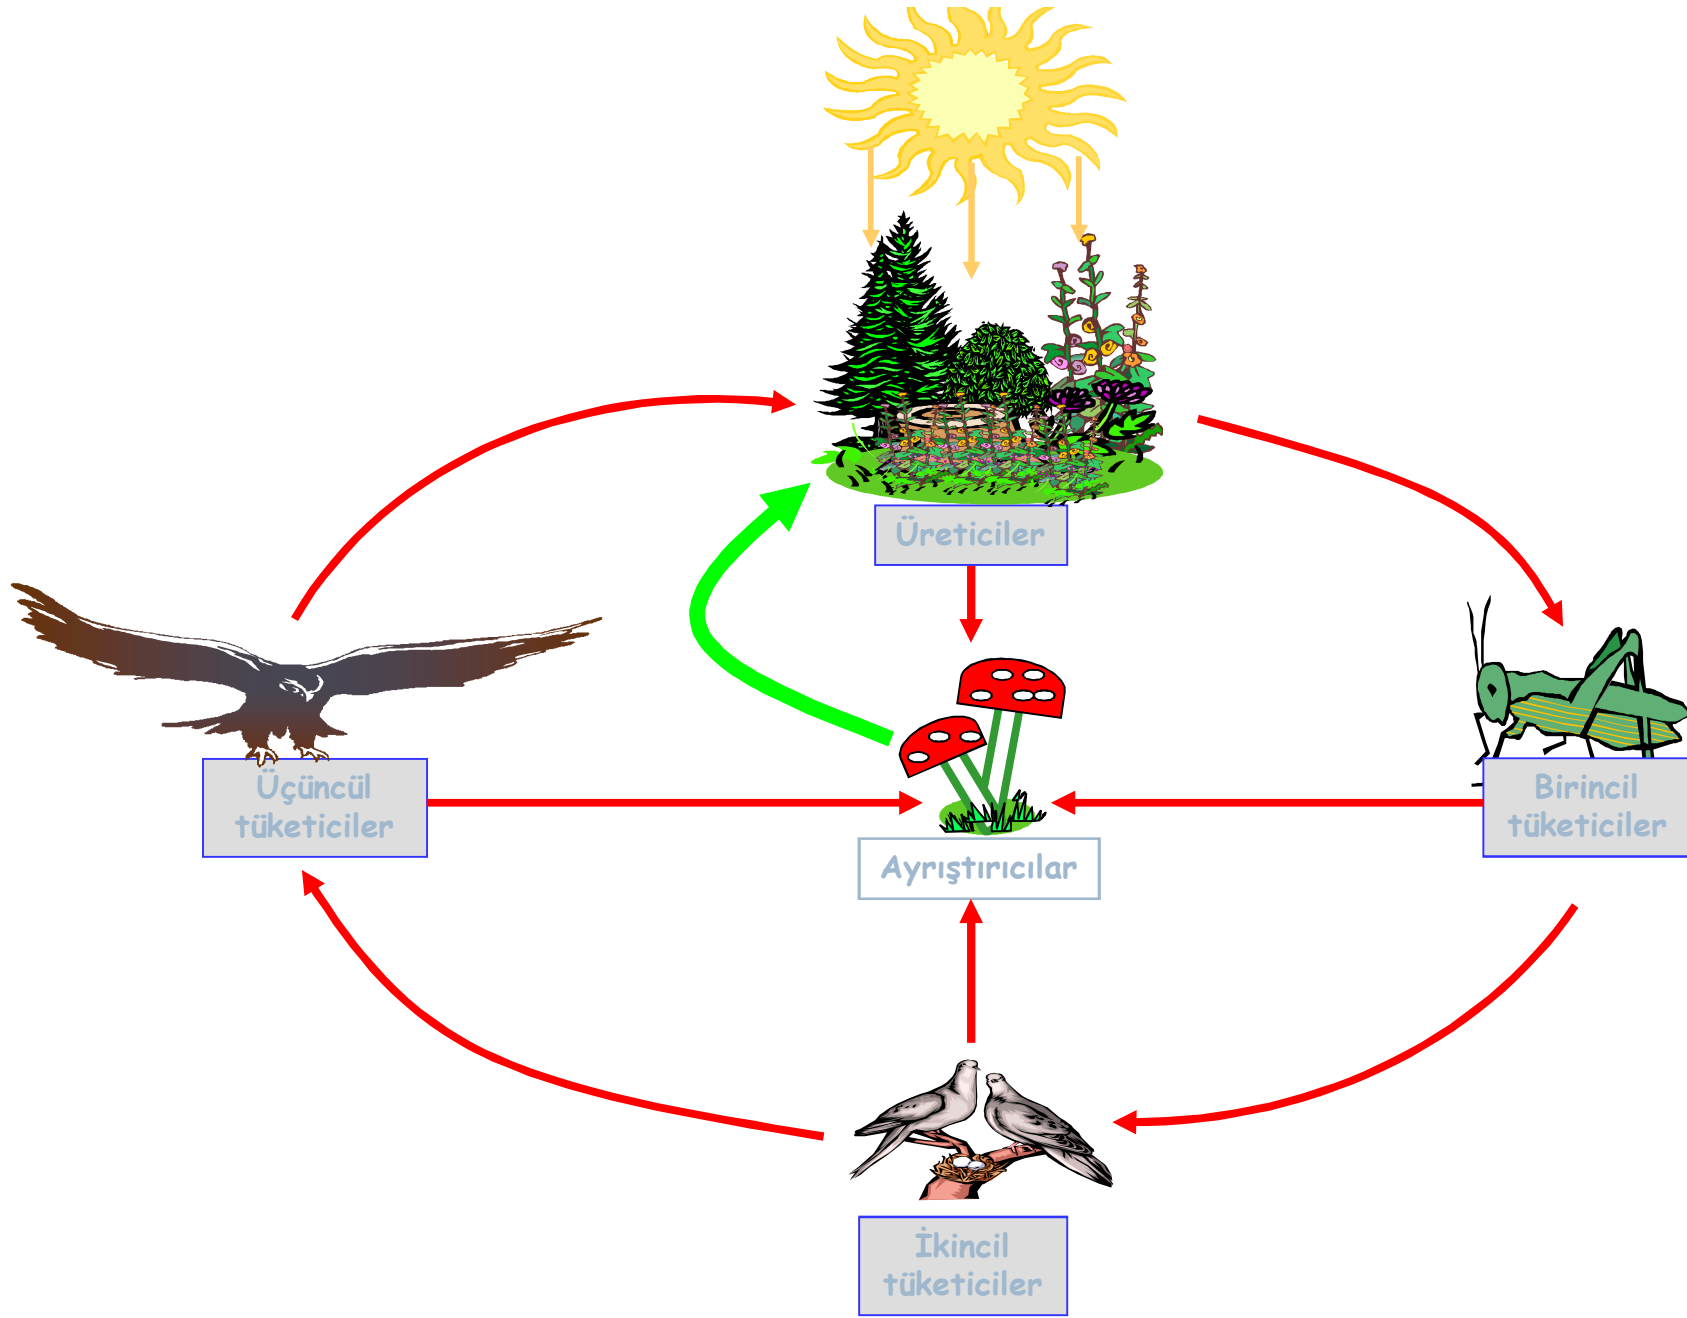 Üreticiler
Üçüncül
tüketiciler
Birincil
tüketiciler
Ayrıştırıcılar
İkincil
tüketiciler